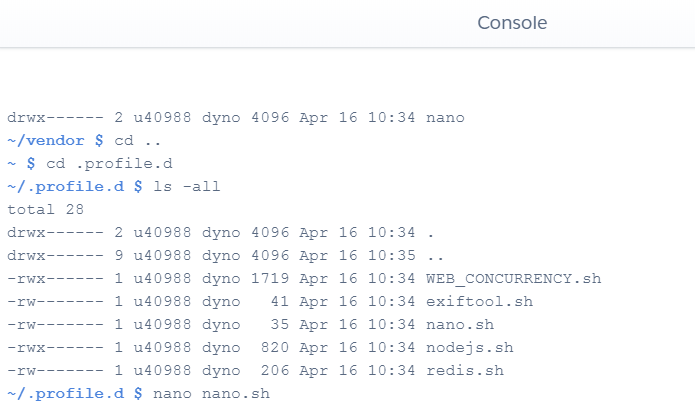 Console
drwx------ 2 u40988 dyno 4096 Apr 16 10:34 nano
~/vendor $ cd ..
~ $ cd .profile.d
~/.profile.d $ ls -all
total 28
drwx------ 2 u40988 dyno 4096 Apr 16 10:34 .
drwx------ 9 u40988 dyno 4096 Apr 16 10:35 ..
-rwx------ 1 u40988 dyno 1719 Apr 16 10:34 WEB_CONCURRENCY.sh
-rw------- 1 u40988 dyno   41 Apr 16 10:34 exiftool.sh
-rw------- 1 u40988 dyno   35 Apr 16 10:34 nano.sh
-rwx------ 1 u40988 dyno  820 Apr 16 10:34 nodejs.sh
-rw------- 1 u40988 dyno  206 Apr 16 10:34 redis.sh
~/.profile.d $ nano nano.sh